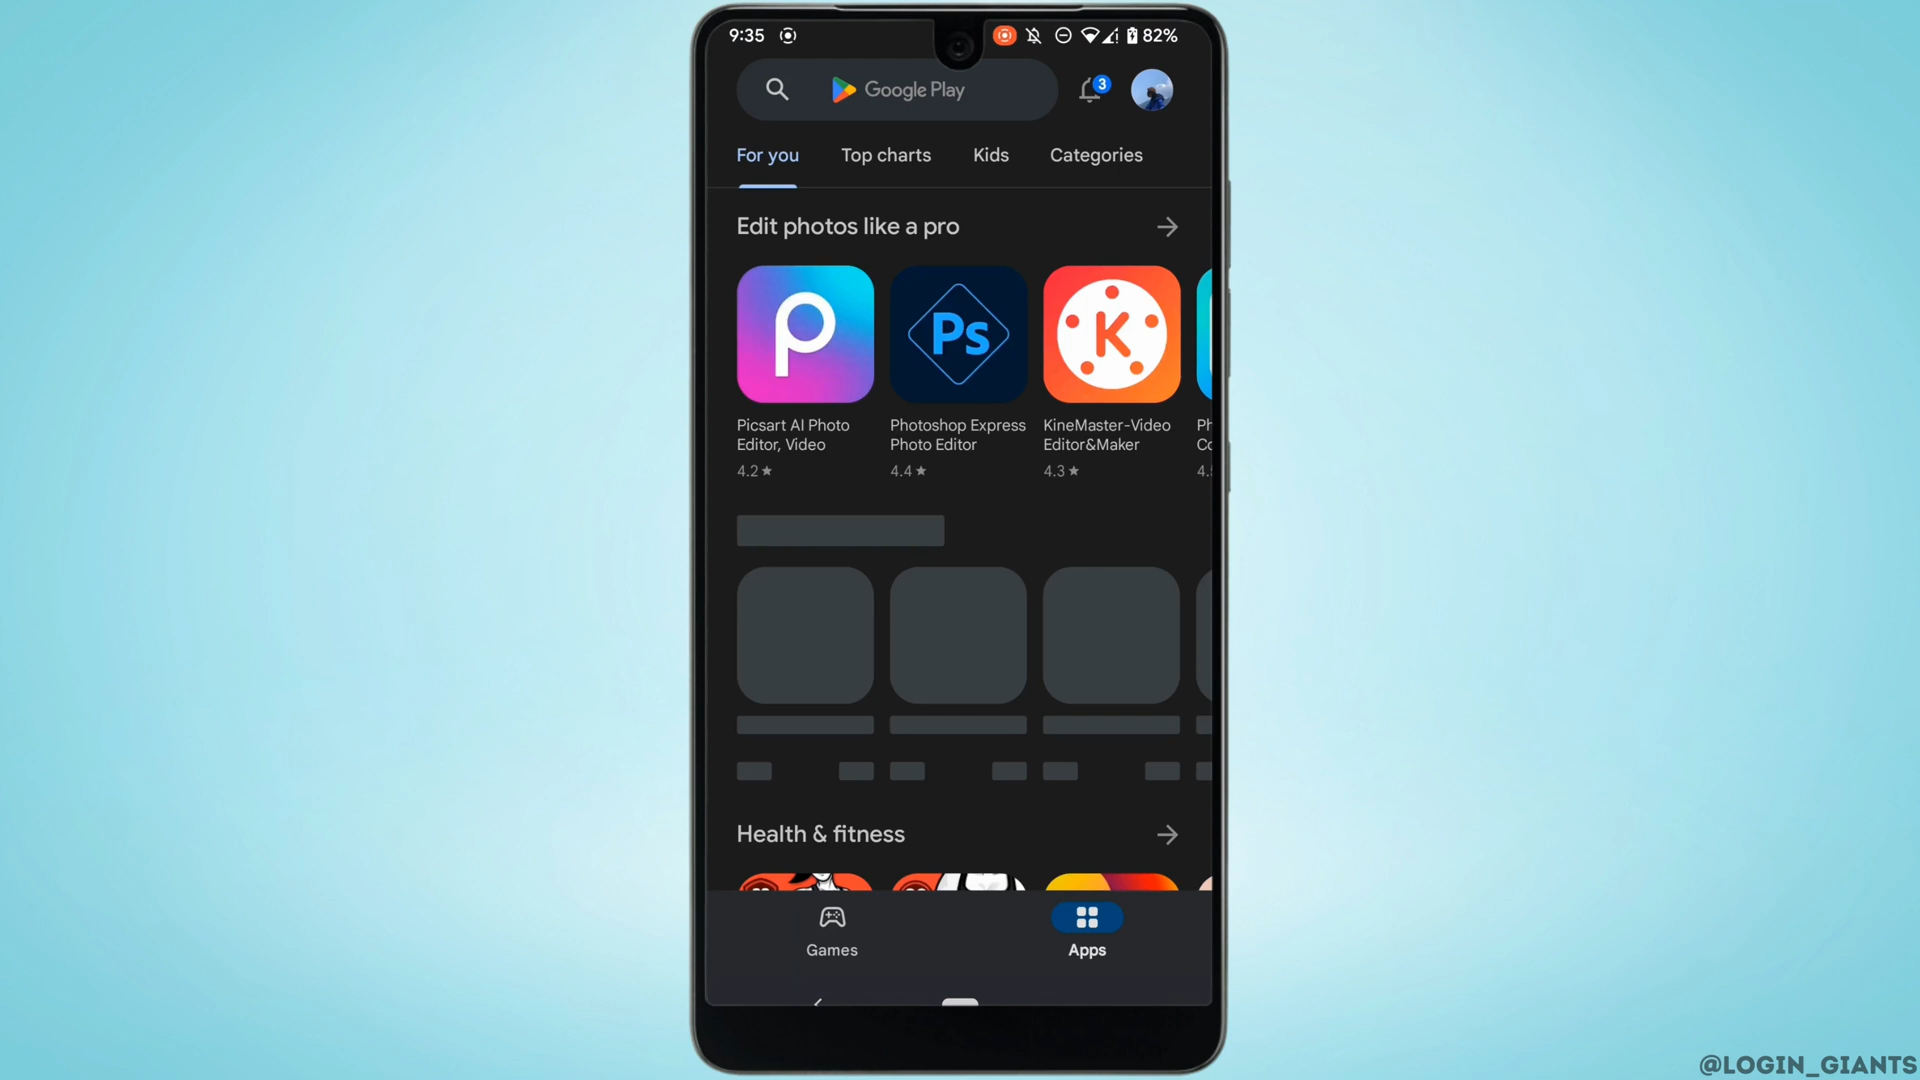 9:35
82%
Google Play
3
For you
Top charts
Kids
Categories
Edit photos like a pro
P
Ps
K
Picsart AI Photo
Editor, Video
4.2★
Photoshop Express
Photo Editor
4.4★
KineMaster-Video
Editor&Maker
4.3★
Health & fitness
Games
Apps
@LOGIN_GIANTS